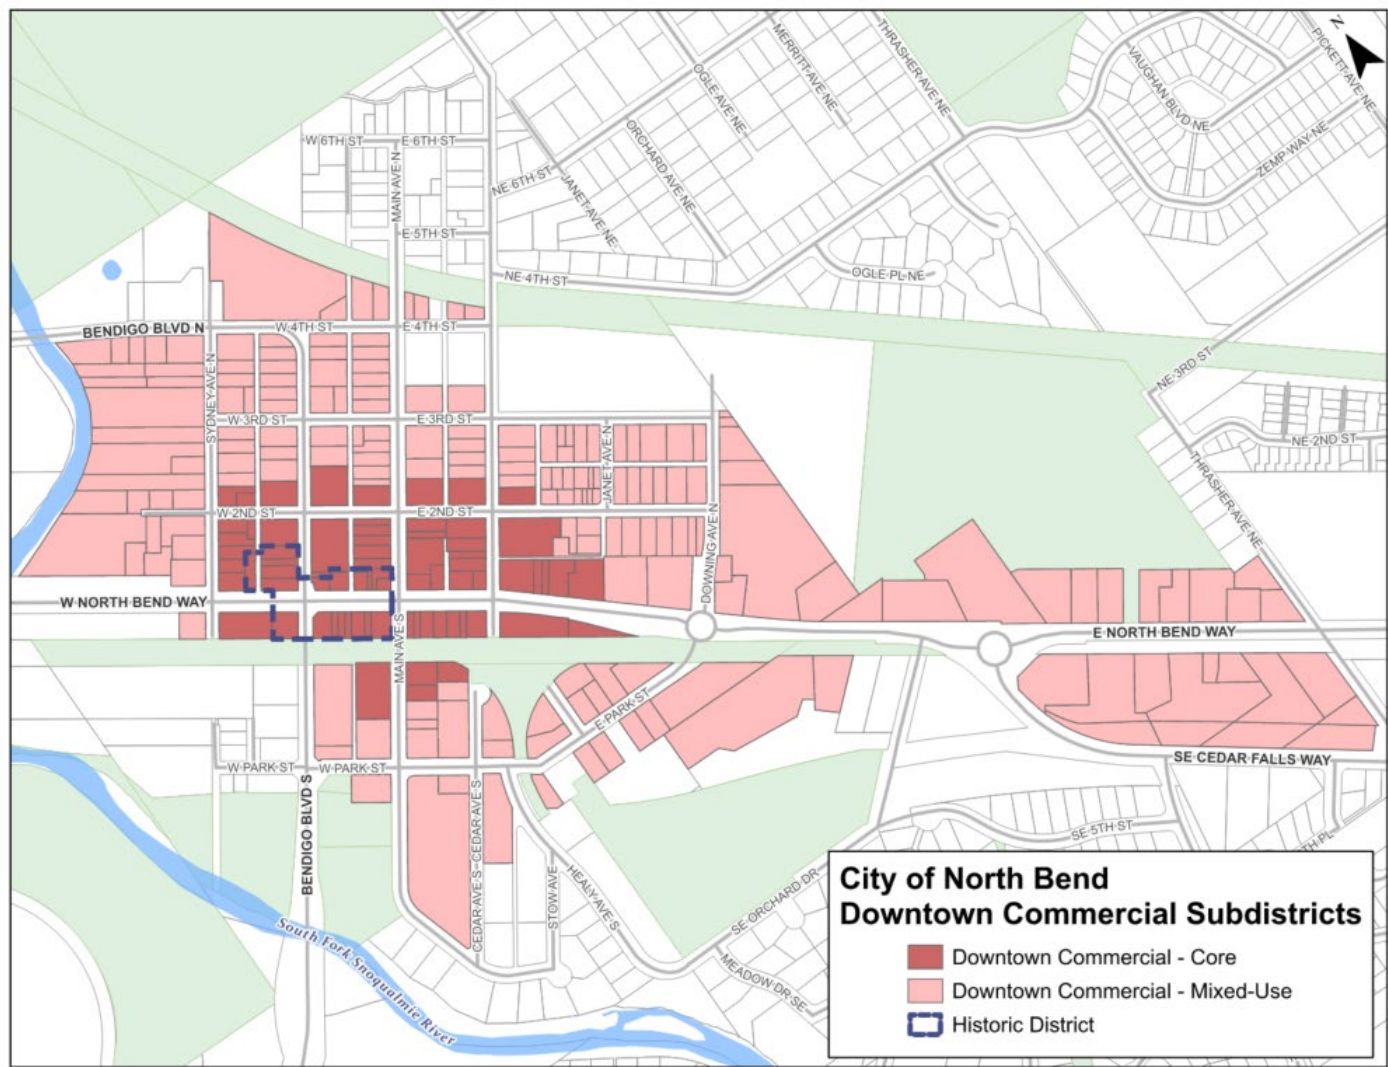 N
PICKETT AVE NE
THRASHER AVE NE
MERRITT AVE NE
VAUGHAN BLVD NE
OGLE AVE NE
ZEMP WAY NE
W 6TH ST
E 6TH ST
MAIN AVE N
ORCHARD AVE NE
NE 6TH ST
JANET AVE NE
E 5TH ST
NE 4TH ST
OGLE PL NE
BENDIGO BLVD N
W 4TH ST
E 4TH ST
SYDNEY AVE N
NE 3RD ST
W 3RD ST
E 3RD ST
JANET AVE N
NE 2ND ST
THRASHER AVE NE
W 2ND ST
E 2ND ST
DOWNING AVE N
W NORTH BEND WAY
E NORTH BEND WAY
MAIN AVE S
E PARK ST
W PARK ST
W PARK ST
SE CEDAR FALLS WAY
BENDIGO BLVD S
CEDAR AVE S
CEDAR AVE S
STOW AVE
HEALY AVE S
SE 5TH ST
TH PL
SE ORCHARD DR
MEADOW DR SE
South Fork Snoqualmie River
City of North Bend
Downtown Commercial Subdistricts
Downtown Commercial - Core
Downtown Commercial - Mixed-Use
Historic District